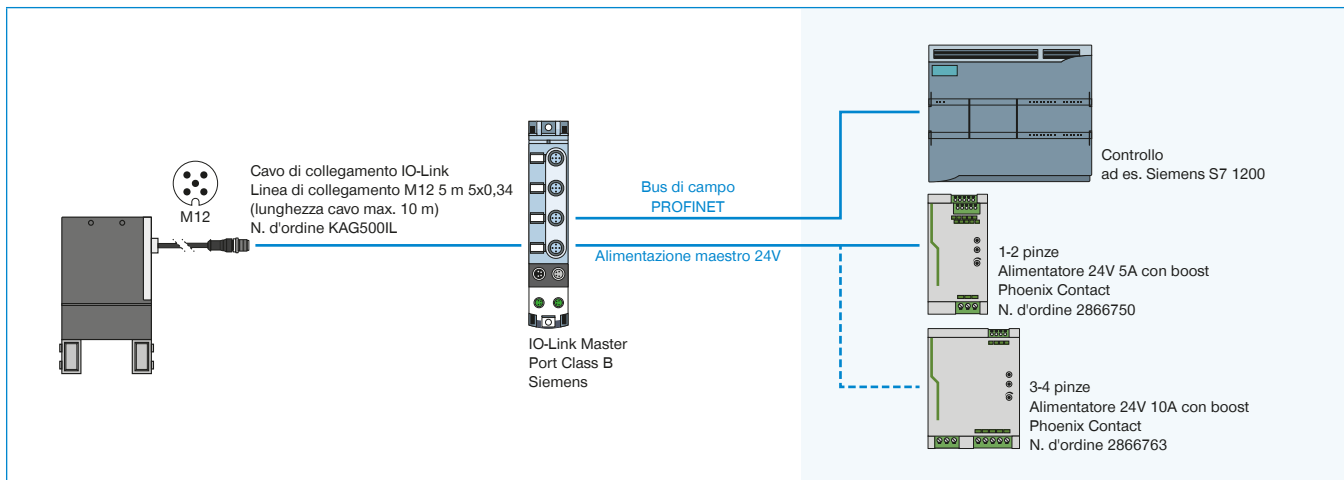 M12
Cavo di collegamento IO-Link
Linea di collegamento M12 5 m 5x0,34
(lunghezza cavo max. 10 m)
N. d'ordine KAG500IL
IO-Link Master
Port Class B
Siemens
Bus di campo
PROFINET
Alimentazione maestro 24V
Controllo
ad es. Siemens S7 1200
1-2 pinze
Alimentatore 24V 5A con boost
Phoenix Contact
N. d'ordine 2866750
3-4 pinze
Alimentatore 24V 10A con boost
Phoenix Contact
N. d'ordine 2866763